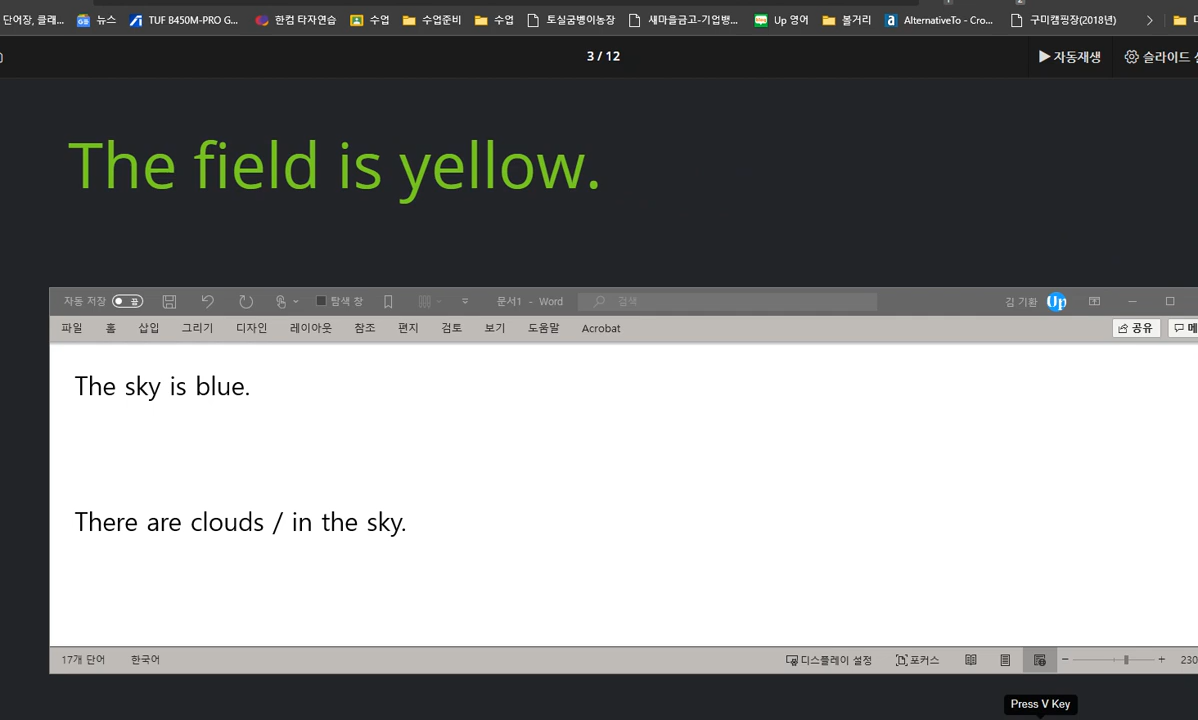 단어장, 클래... 뉴스 TUF B450M-PRO G... 한컴 타자연습 수업 수업준비 수업 토실굼벵이농장 새마을금고-기업뱅... Up 영어 볼거리 AlternativeTo - Cro... 구미캠핑장(2018년)
3 / 12 자동재생 슬라이드
The field is yellow.
자동 저장 끔 탐색 창 문서1 - Word 검색 김 기환 Up
파일 홈 삽입 그리기 디자인 레이아웃 참조 편지 검토 보기 도움말 Acrobat 공유 메
The sky is blue.
There are clouds / in the sky.
17개 단어 한국어 디스플레이 설정 포커스 230
Press V Key